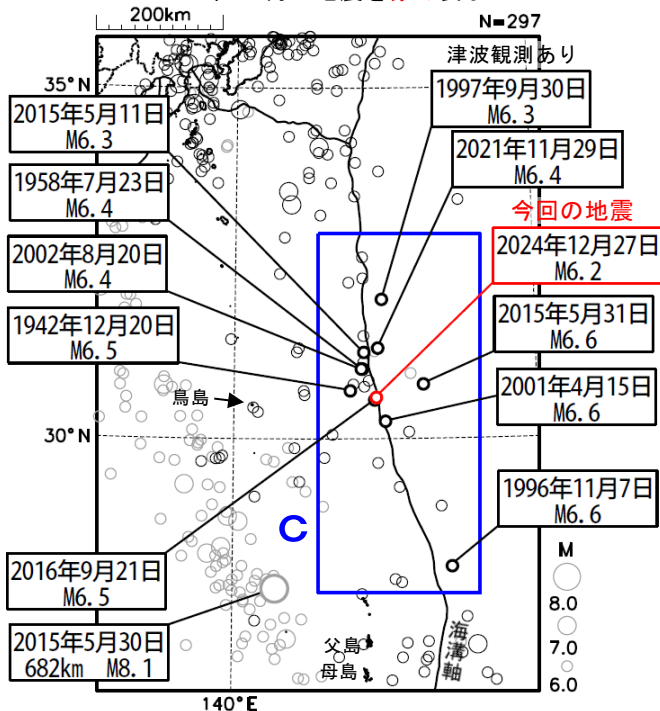 200km
N=297
35°N
津波観測あり
1997年9月30日
M6.3
2015年5月11日
M6.3
2021年11月29日
M6.4
1958年7月23日
M6.4
今回の地震
2024年12月27日
M6.2
2002年8月20日
M6.4
2015年5月31日
M6.6
1942年12月20日
M6.5
鳥島
2001年4月15日
M6.6
30°N
1996年11月7日
M6.6
C
2016年9月21日
M6.5
M
8.0
7.0
6.0
2015年5月30日
682km M8.1
父島
母島
海溝軸
140°E